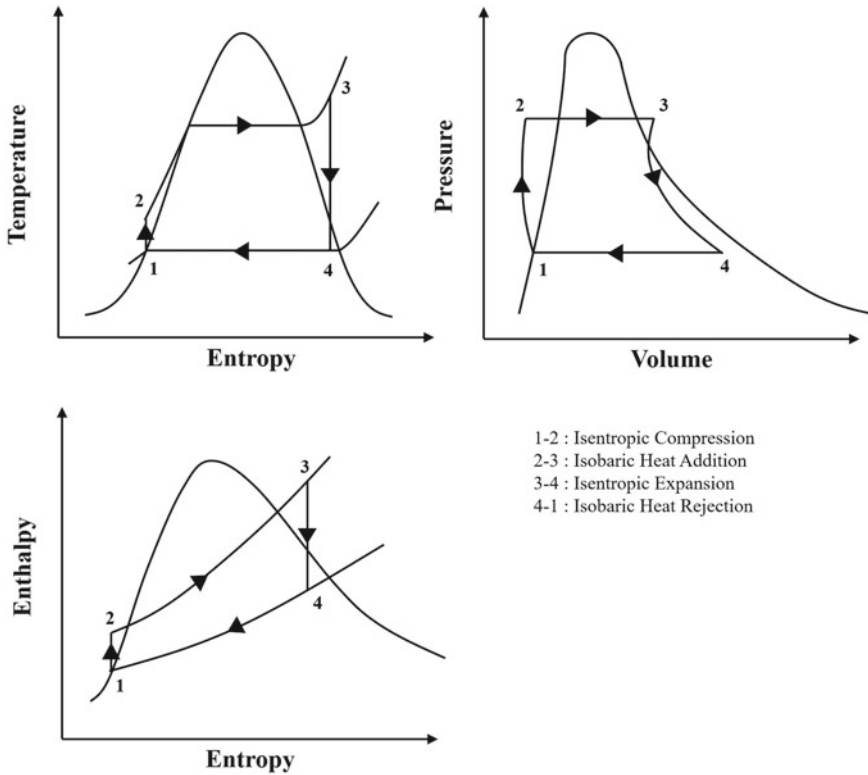 Temperature
3
2
1
4
Entropy
Pressure
2
3
1
4
Volume
Enthalpy
3
2
4
1
Entropy
1-2 : Isentropic Compression
2-3 : Isobaric Heat Addition
3-4 : Isentropic Expansion
4-1 : Isobaric Heat Rejection